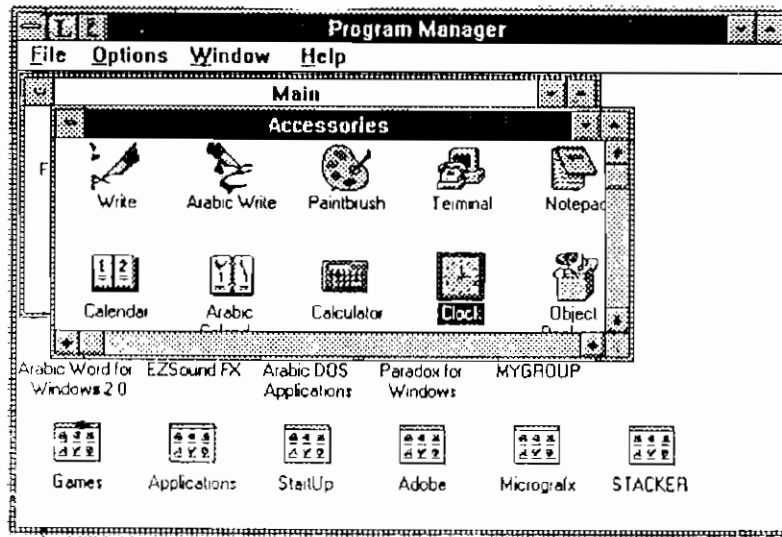 Program Manager
File Options Window Help
Main
Accessories
F
Write Arabic Write Paintbrush Terminal Notepad
1 2
Calendar Arabic Calculator Clock Object
Arabic Word for EZSound FX Arabic DOS Paradox for MYGROUP
Windows 2.0 Applications Windows
Games Applications StartUp Adobe Micrografx STACKER